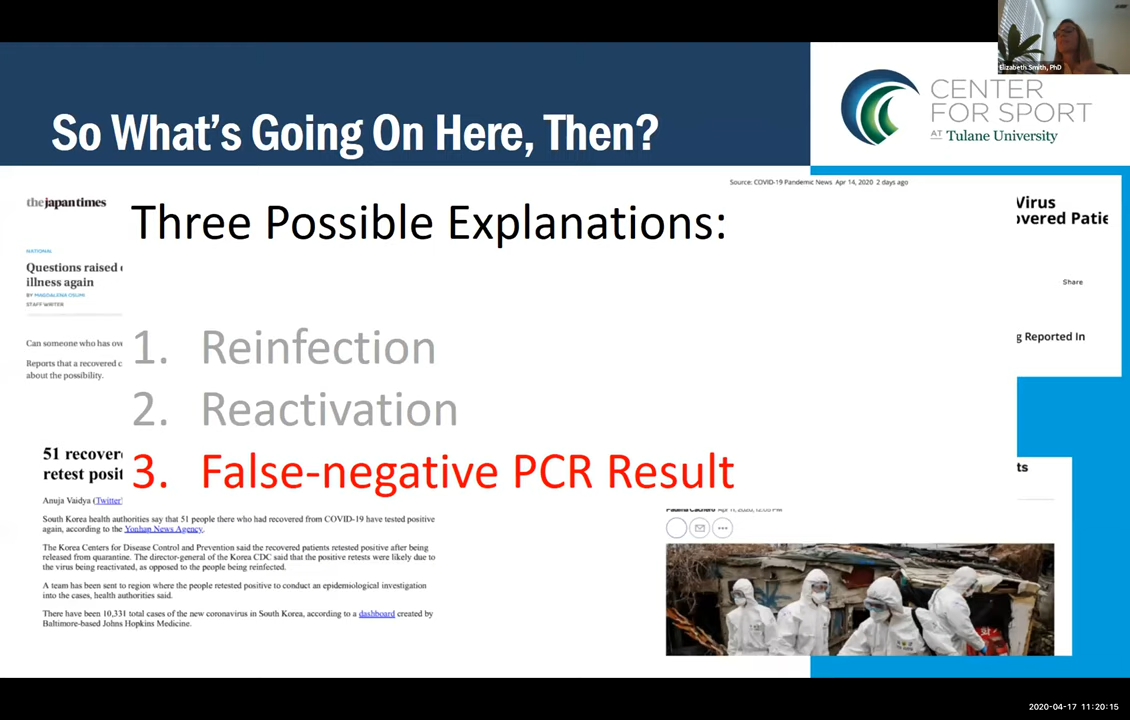 Elizabeth Smith, PhD
So What's Going On Here, Then?
CENTER
FOR SPORT
AT Tulane University
Source: COVID-19 Pandemic News Apr 14, 2020 2 days ago
the japan times
Three Possible Explanations:
Virus
overed Patie
NATIONAL
Questions raised
illness again
BY MAGDALENA OSUMI
STAFF WRITER
Share
Can someone who has
Reports that a recovered
about the possibility.
g Reported In
1. Reinfection
2. Reactivation
3. False-negative PCR Result
51 recover
retest posit
Anuja Vaidya (Twitter)
South Korea health authorities say that 51 people there who had recovered from COVID-19 have tested positive
again, according to the Yonhap News Agency.
The Korea Centers for Disease Control and Prevention said the recovered patients retested positive after being
released from quarantine. The director-general of the Korea CDC said that the positive retests were likely due to
the virus being reactivated, as opposed to the people being reinfected.
A team has been sent to region where the people retested positive to conduct an epidemiological investigation
into the cases, health authorities said.
There have been 10,331 total cases of the new coronavirus in South Korea, according to a dashboard created by
Baltimore-based Johns Hopkins Medicine.
ts
2020-04-17 11:20:15